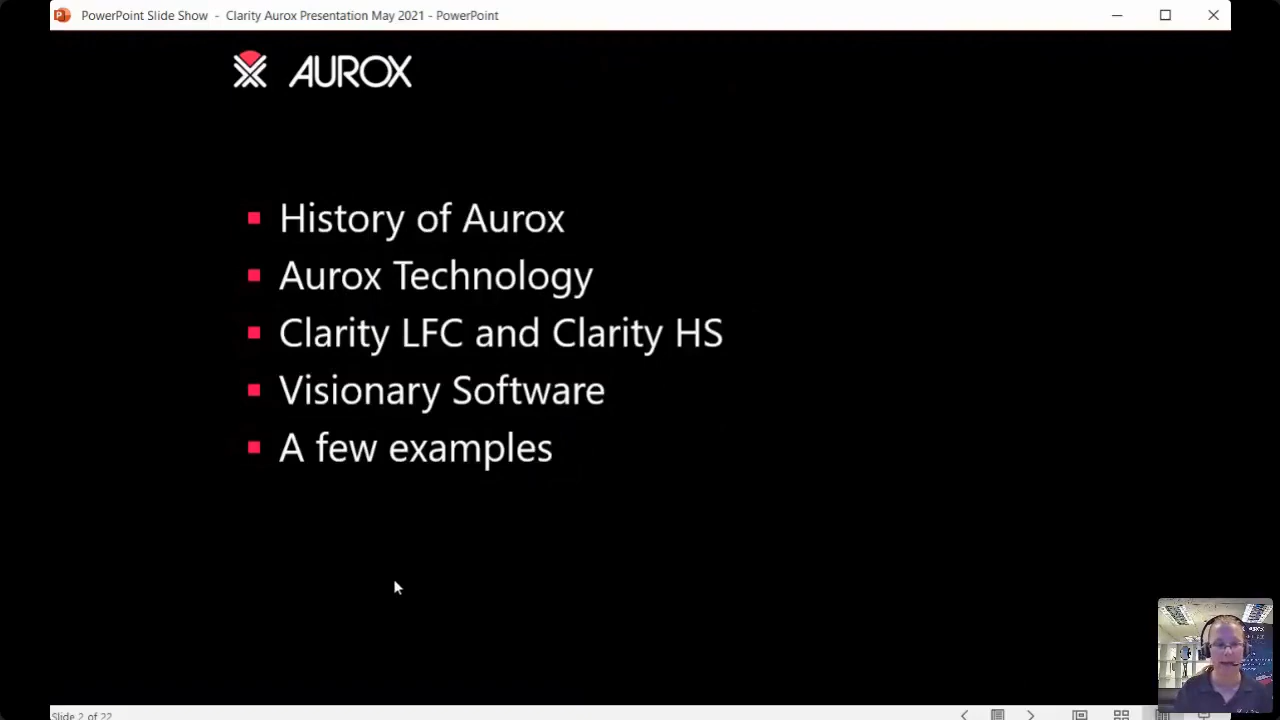 PowerPoint Slide Show - Clarity Aurox Presentation May 2021 - PowerPoint
AUROX
History of Aurox
Aurox Technology
Clarity LFC and Clarity HS
Visionary Software
A few examples
Slide 2 of 22